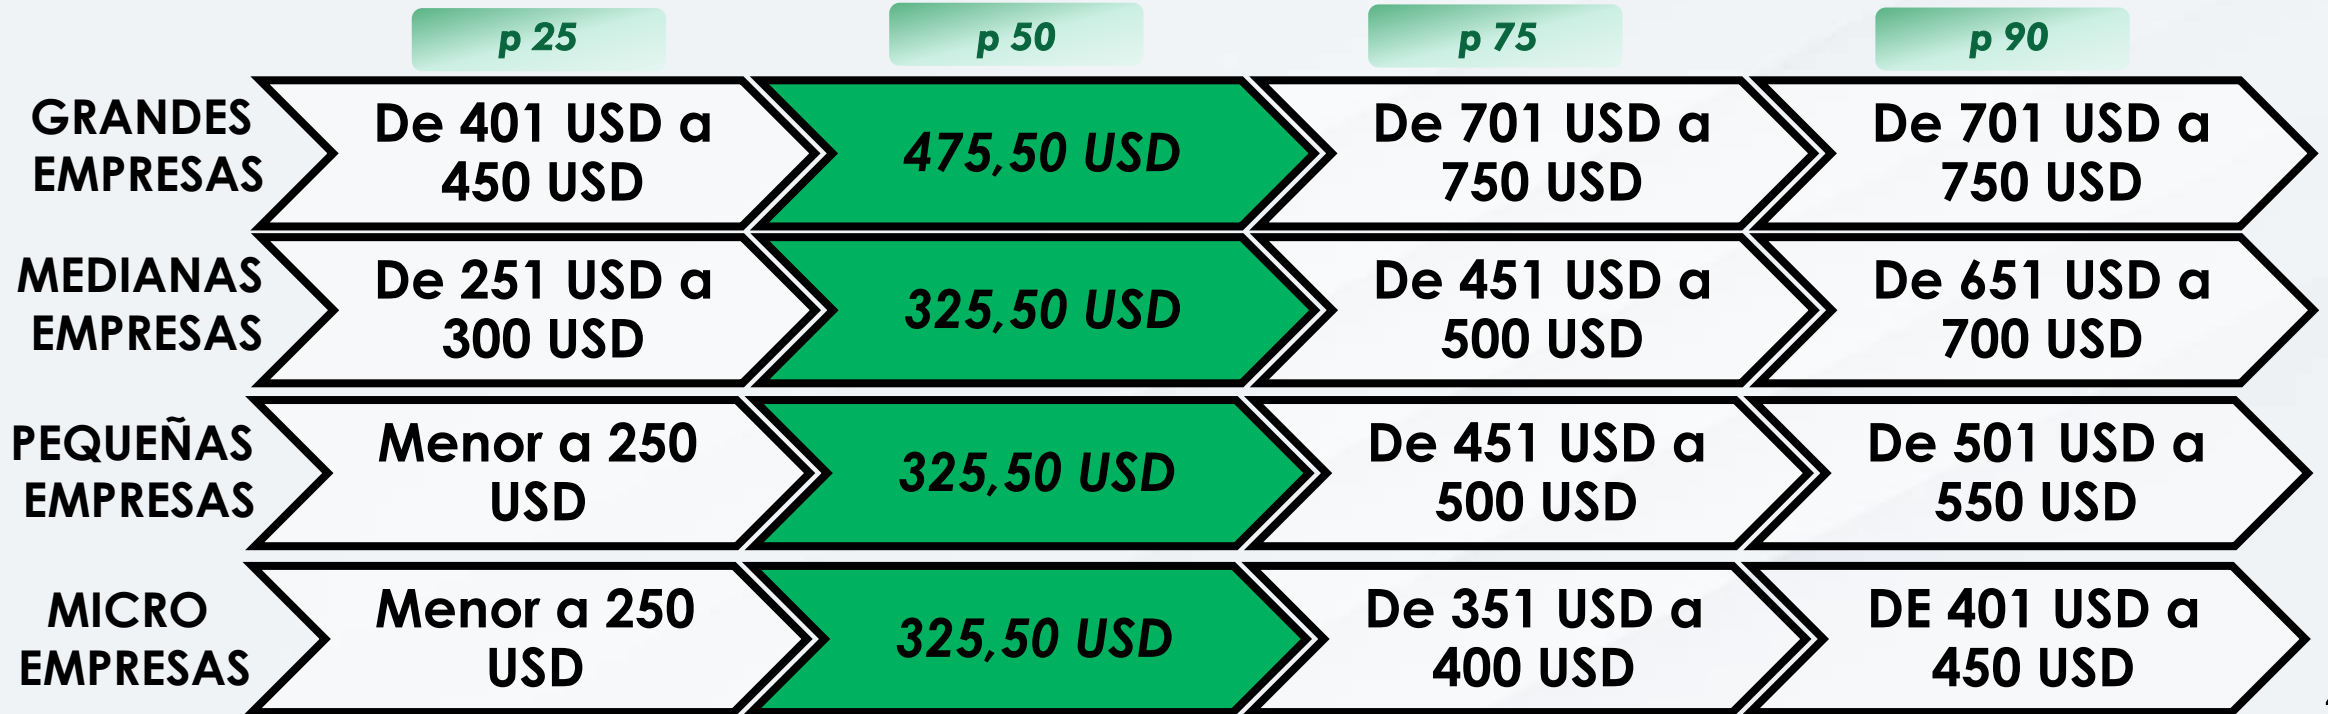 p 25
p 50
p 75
p 90
GRANDES
EMPRESAS
De 401 USD a
450 USD
475,50 USD
De 701 USD a
750 USD
De 701 USD a
750 USD
MEDIANAS
EMPRESAS
De 251 USD a
300 USD
325,50 USD
De 451 USD a
500 USD
De 651 USD a
700 USD
PEQUEÑAS
EMPRESAS
Menor a 250
USD
325,50 USD
De 451 USD a
500 USD
De 501 USD a
550 USD
MICRO
EMPRESAS
Menor a 250
USD
325,50 USD
De 351 USD a
400 USD
DE 401 USD a
450 USD